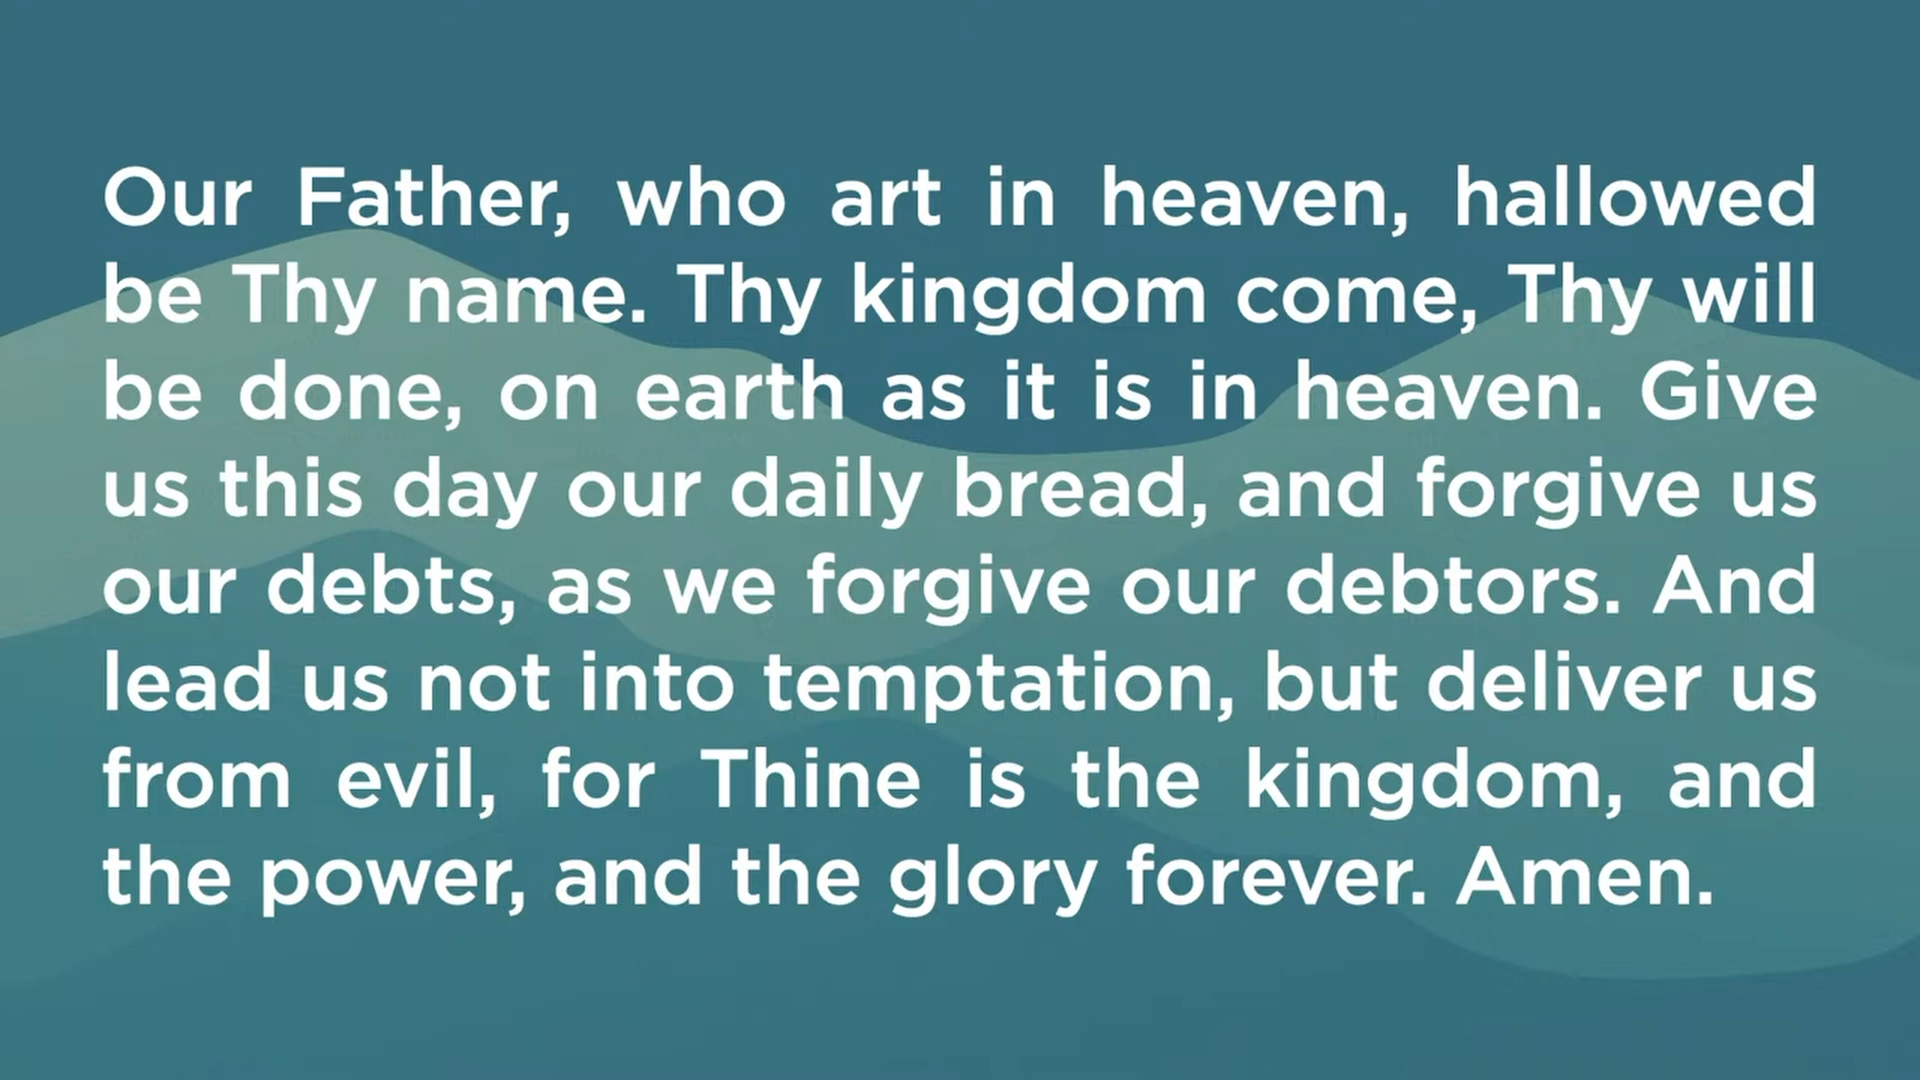 Our Father, who art in heaven, hallowed
be Thy name. Thy kingdom come, Thy will
be done, on earth as it is in heaven. Give
us this day our daily bread, and forgive us
our debts, as we forgive our debtors. And
lead us not into temptation, but deliver us
from evil, for Thine is the kingdom, and
the power, and the glory forever. Amen.